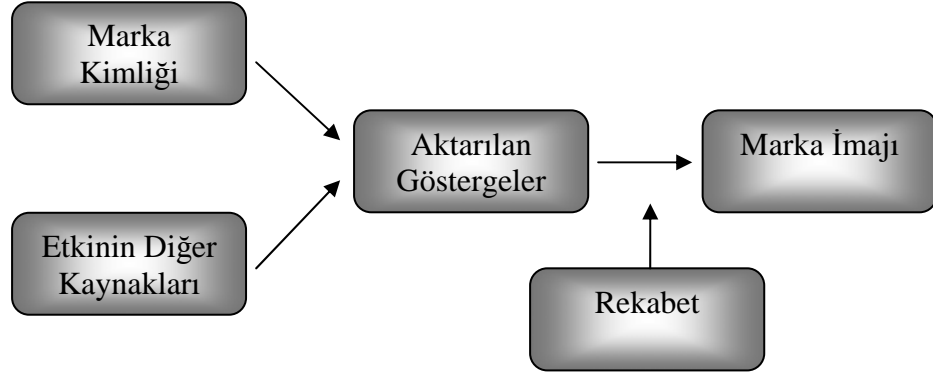 Marka
Kimliği
Aktarılan
Göstergeler
Marka İmajı
Etkinin Diğer
Kaynakları
Rekabet